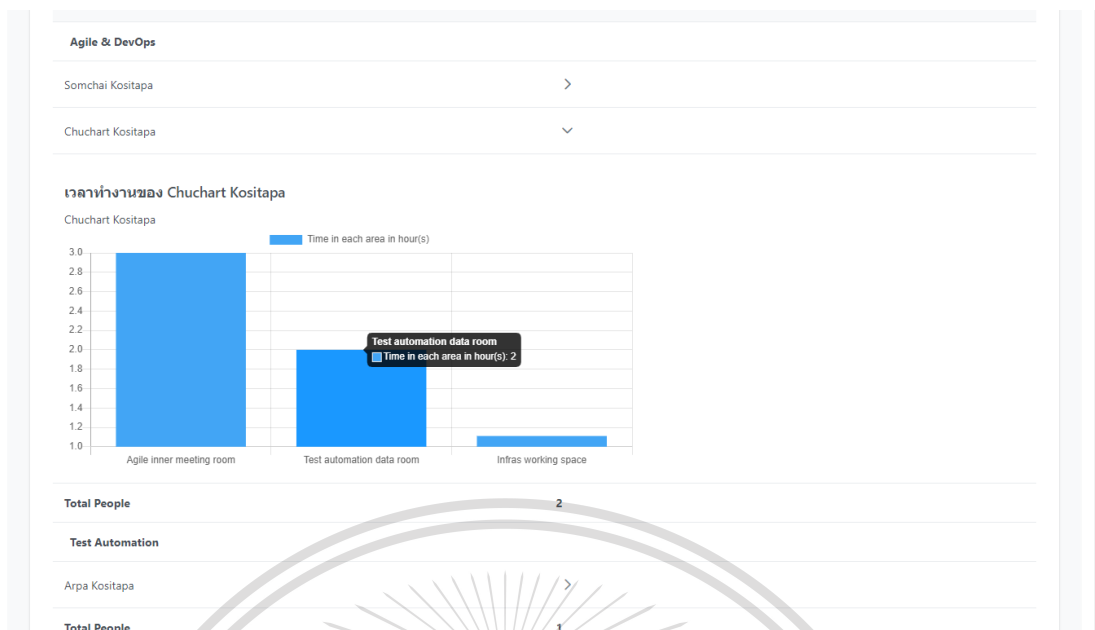 Agile & DevOps
Somchai Kositapa
Chuchart Kositapa
เวลาทำงานของ Chuchart Kositapa
Chuchart Kositapa
Time in each area in hour(s)
3.0
2.8
2.6
2.4
2.2
2.0
1.8
1.6
1.4
1.2
1.0
Test automation data room
Time in each area in hour(s): 2
Agile inner meeting room Test automation data room Infras working space
Total People 2
Test Automation
Arpa Kositapa
Total People 1